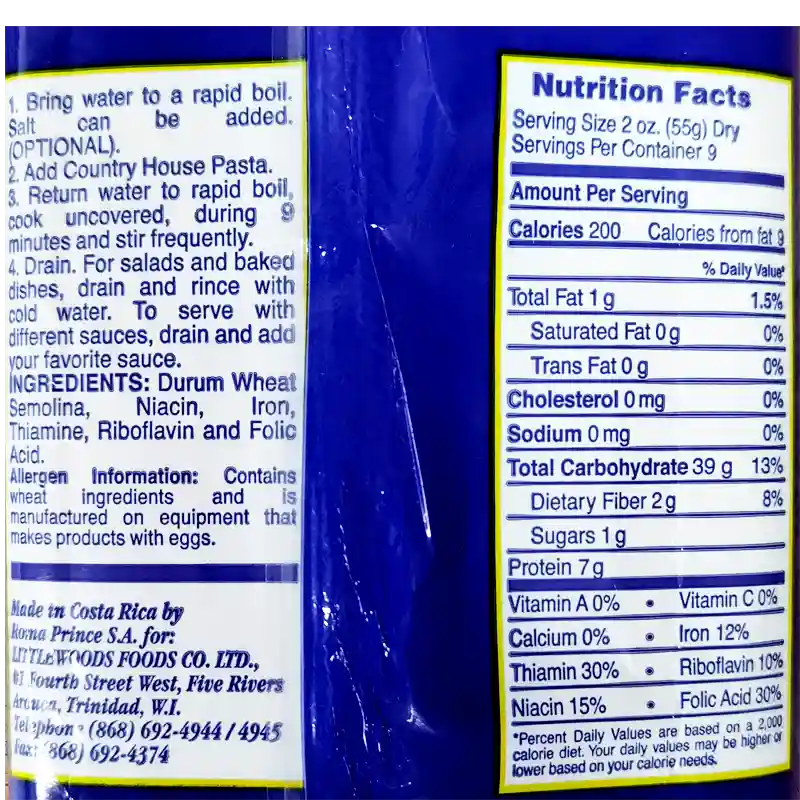 1. Bring water to a rapid boil.
Salt can be added.
(OPTIONAL).
2. Add Country House Pasta.
3. Return water to rapid boil,
cook uncovered, during 9
minutes and stir frequently.
4. Drain. For salads and baked
dishes, drain and rince with
cold water. To serve with
different sauces, drain and add
your favorite sauce.
INGREDIENTS: Durum Wheat
Semolina, Niacin, Iron,
Thiamine, Riboflavin and Folic
Acid.
Allergen Information: Contains
wheat ingredients and is
manufactured on equipment that
makes products with eggs.
Made in Costa Rica by
Roma Prince S.A. for:
LITTLEWOODS FOODS CO. LTD.,
#1 Fourth Street West, Five Rivers
Arouca, Trinidad, W.I.
Telephone (868) 692-4944 / 4945
Fax: (868) 692-4374
Nutrition Facts
Serving Size 2 oz. (55g) Dry
Servings Per Container 9
Amount Per Serving
Calories 200 Calories from fat 9
% Daily Value*
Total Fat 1 g 1.5%
Saturated Fat 0 g 0%
Trans Fat 0 g 0%
Cholesterol 0 mg 0%
Sodium 0 mg 0%
Total Carbohydrate 39 g 13%
Dietary Fiber 2 g 8%
Sugars 1 g
Protein 7 g
Vitamin A 0% • Vitamin C 0%
Calcium 0% • Iron 12%
Thiamin 30% • Riboflavin 10%
Niacin 15% • Folic Acid 30%
*Percent Daily Values are based on a 2,000
calorie diet. Your daily values may be higher or
lower based on your calorie needs.